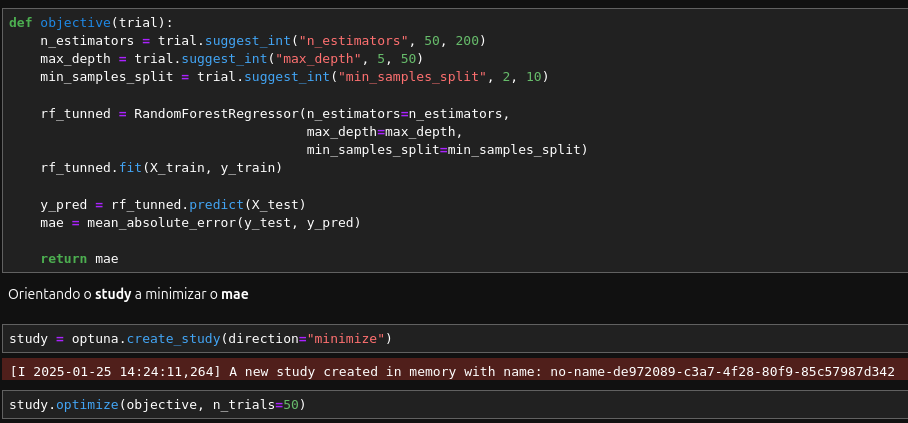 def objective(trial):
    n_estimators = trial.suggest_int("n_estimators", 50, 200)
    max_depth = trial.suggest_int("max_depth", 5, 50)
    min_samples_split = trial.suggest_int("min_samples_split", 2, 10)
    rf_tunned = RandomForestRegressor(n_estimators=n_estimators,
                                      max_depth=max_depth,
                                      min_samples_split=min_samples_split)
    rf_tunned.fit(X_train, y_train)
    y_pred = rf_tunned.predict(X_test)
    mae = mean_absolute_error(y_test, y_pred)
    return mae
Orientando o study a minimizar o mae
study = optuna.create_study(direction="minimize")
[I 2025-01-25 14:24:11,264] A new study created in memory with name: no-name-de972089-c3a7-4f28-80f9-85c57987d342
study.optimize(objective, n_trials=50)